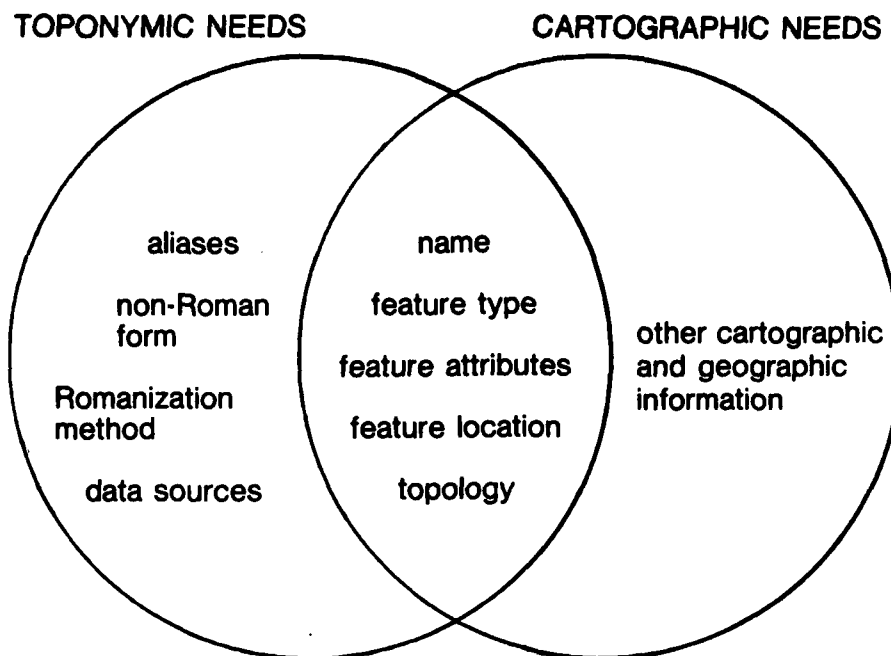 TOPONYMIC NEEDS
CARTOGRAPHIC NEEDS
aliases
non-Roman
form
Romanization
method
data sources
name
feature type
feature attributes
feature location
topology
other cartographic
and geographic
information